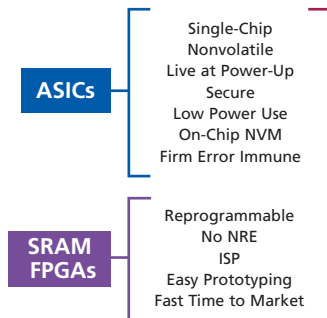 ASICs
Single-Chip
Nonvolatile
Live at Power-Up
Secure
Low Power Use
On-Chip NVM
Firm Error Immune
SRAM
FPGAs
Reprogrammable
No NRE
ISP
Easy Prototyping
Fast Time to Market